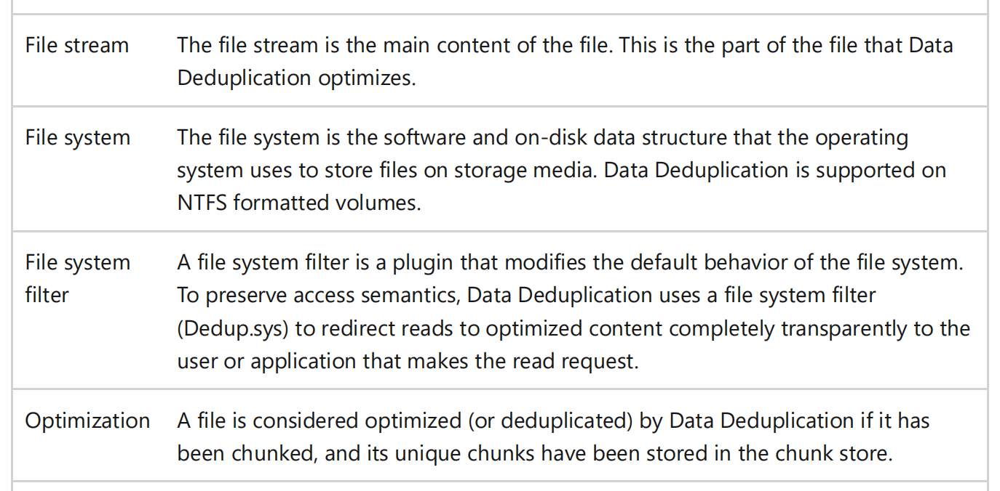 File stream
The file stream is the main content of the file. This is the part of the file that Data
Deduplication optimizes.
File system
The file system is the software and on-disk data structure that the operating
system uses to store files on storage media. Data Deduplication is supported on
NTFS formatted volumes.
File system
filter
A file system filter is a plugin that modifies the default behavior of the file system.
To preserve access semantics, Data Deduplication uses a file system filter
(Dedup.sys) to redirect reads to optimized content completely transparently to the
user or application that makes the read request.
Optimization
A file is considered optimized (or deduplicated) by Data Deduplication if it has
been chunked, and its unique chunks have been stored in the chunk store.